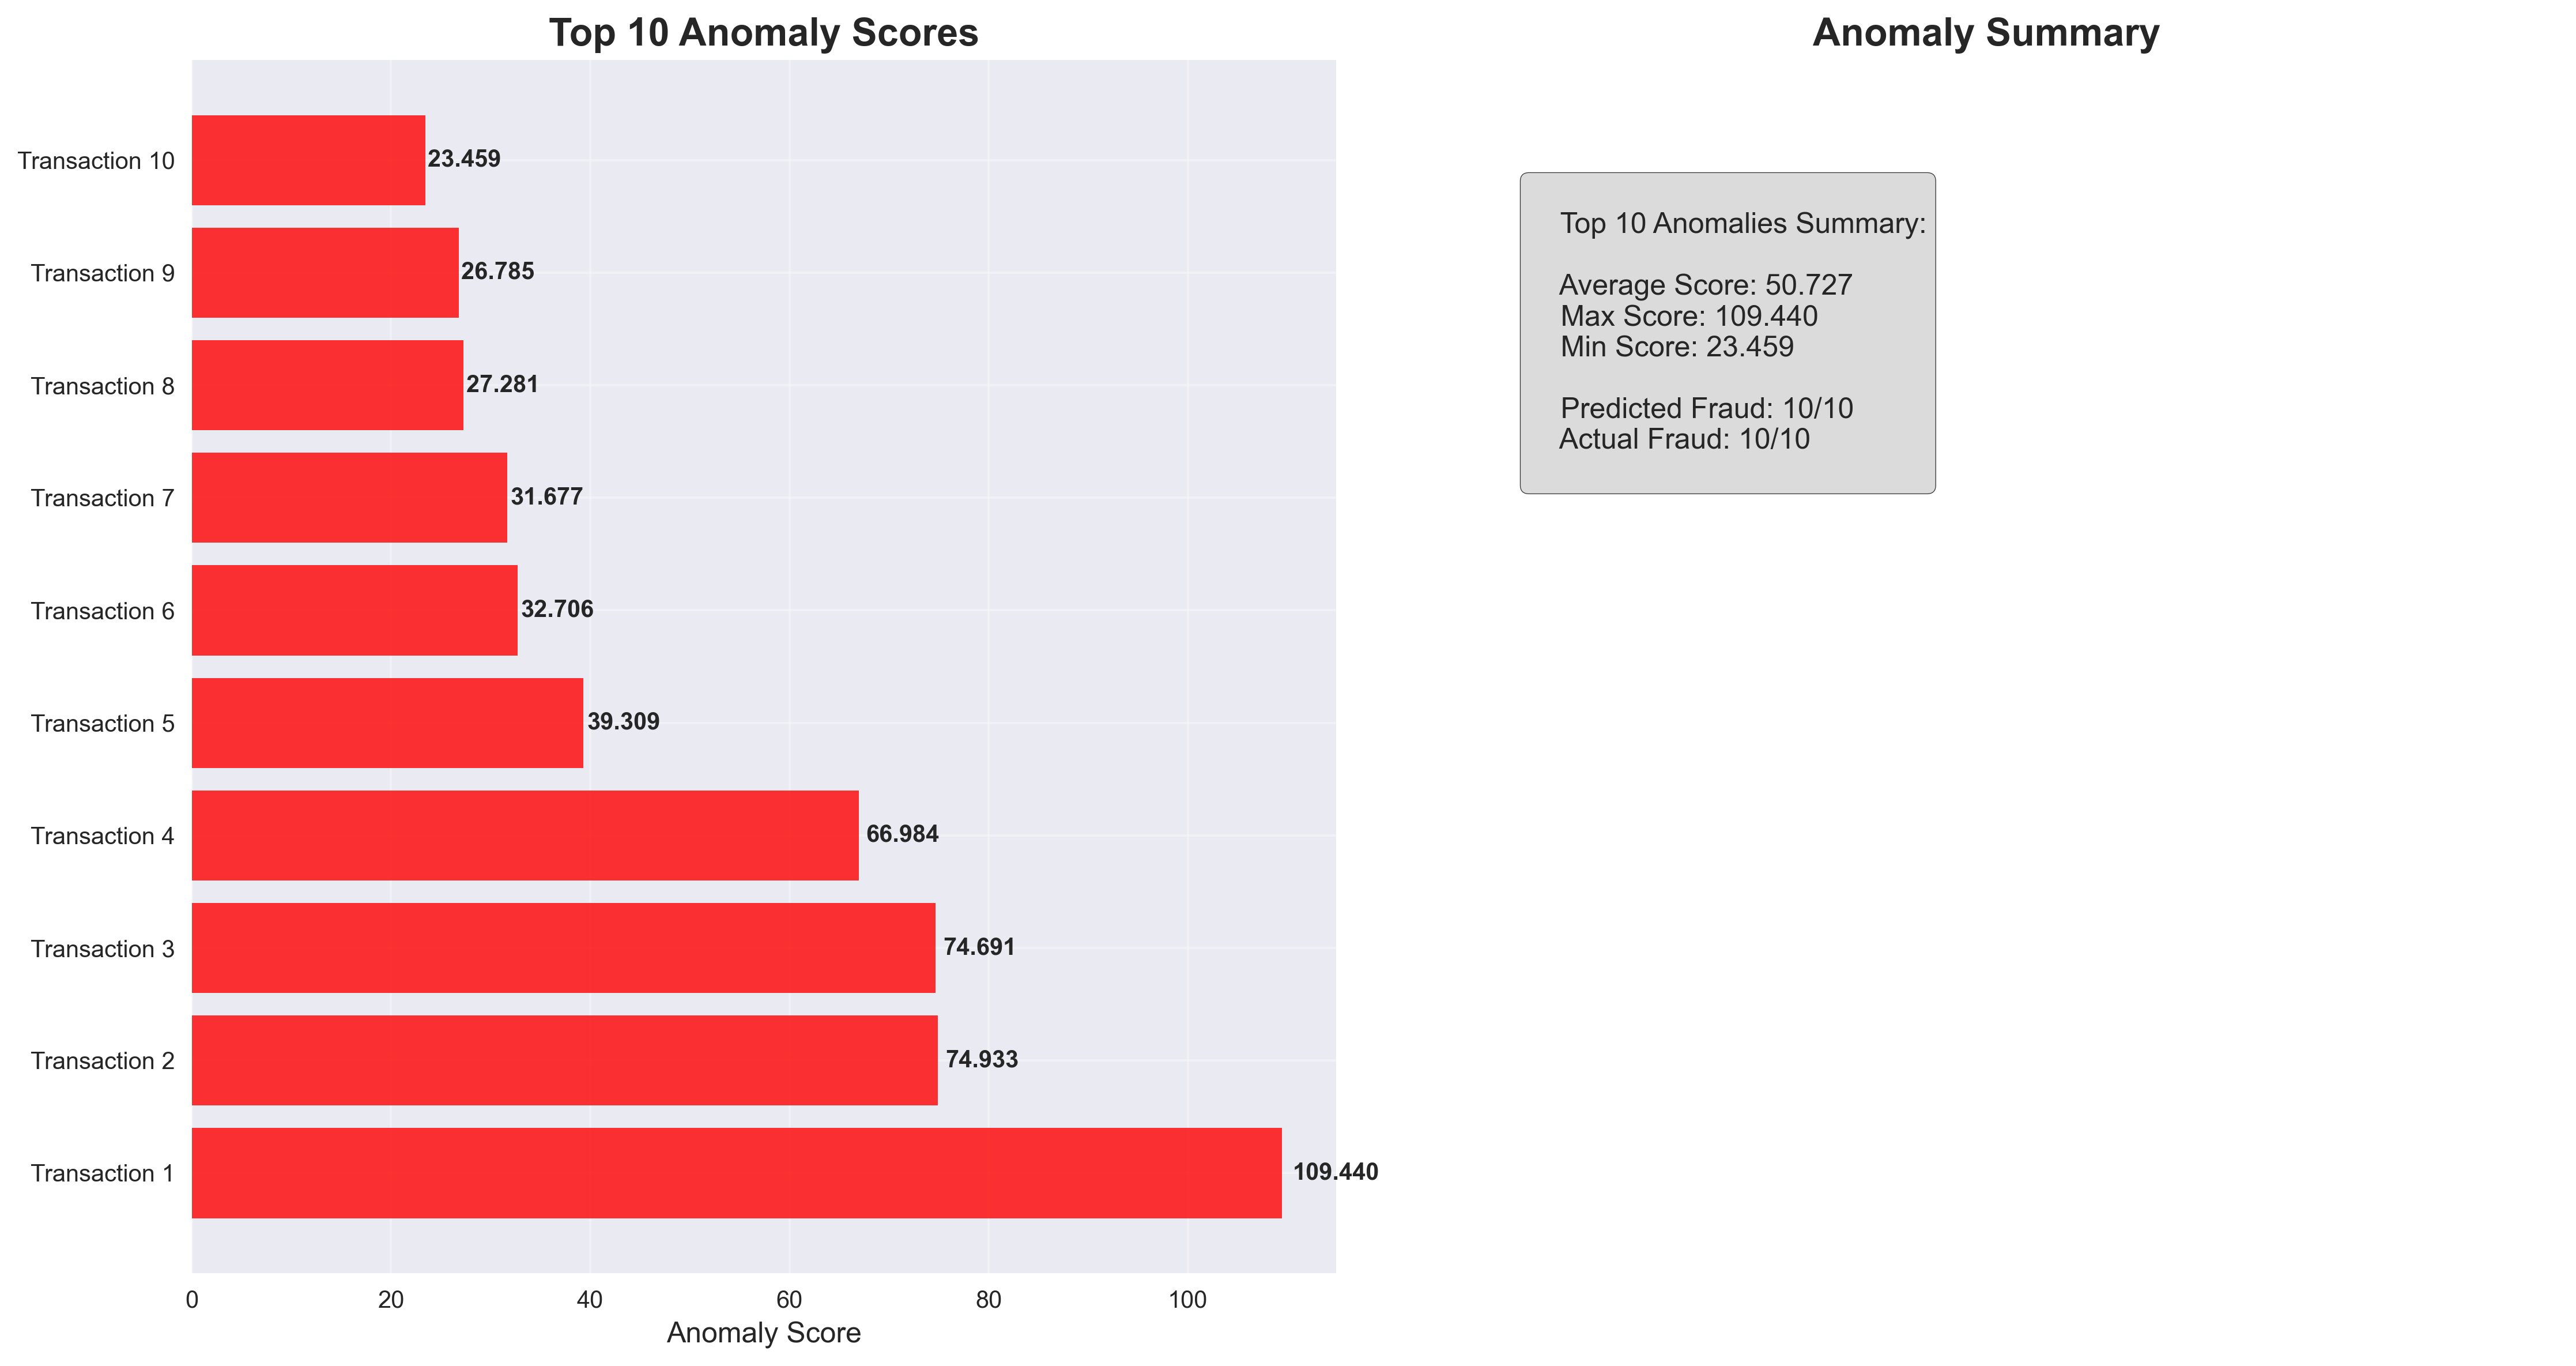 Top 10 Anomaly Scores
Transaction 10
23.459
Transaction 9
26.785
Transaction 8
27.281
Transaction 7
31.677
Transaction 6
32.706
Transaction 5
39.309
Transaction 4
66.984
Transaction 3
74.691
Transaction 2
74.933
Transaction 1
109.440
0 20 40 60 80 100
Anomaly Score
Anomaly Summary
Top 10 Anomalies Summary:
Average Score: 50.727
Max Score: 109.440
Min Score: 23.459
Predicted Fraud: 10/10
Actual Fraud: 10/10